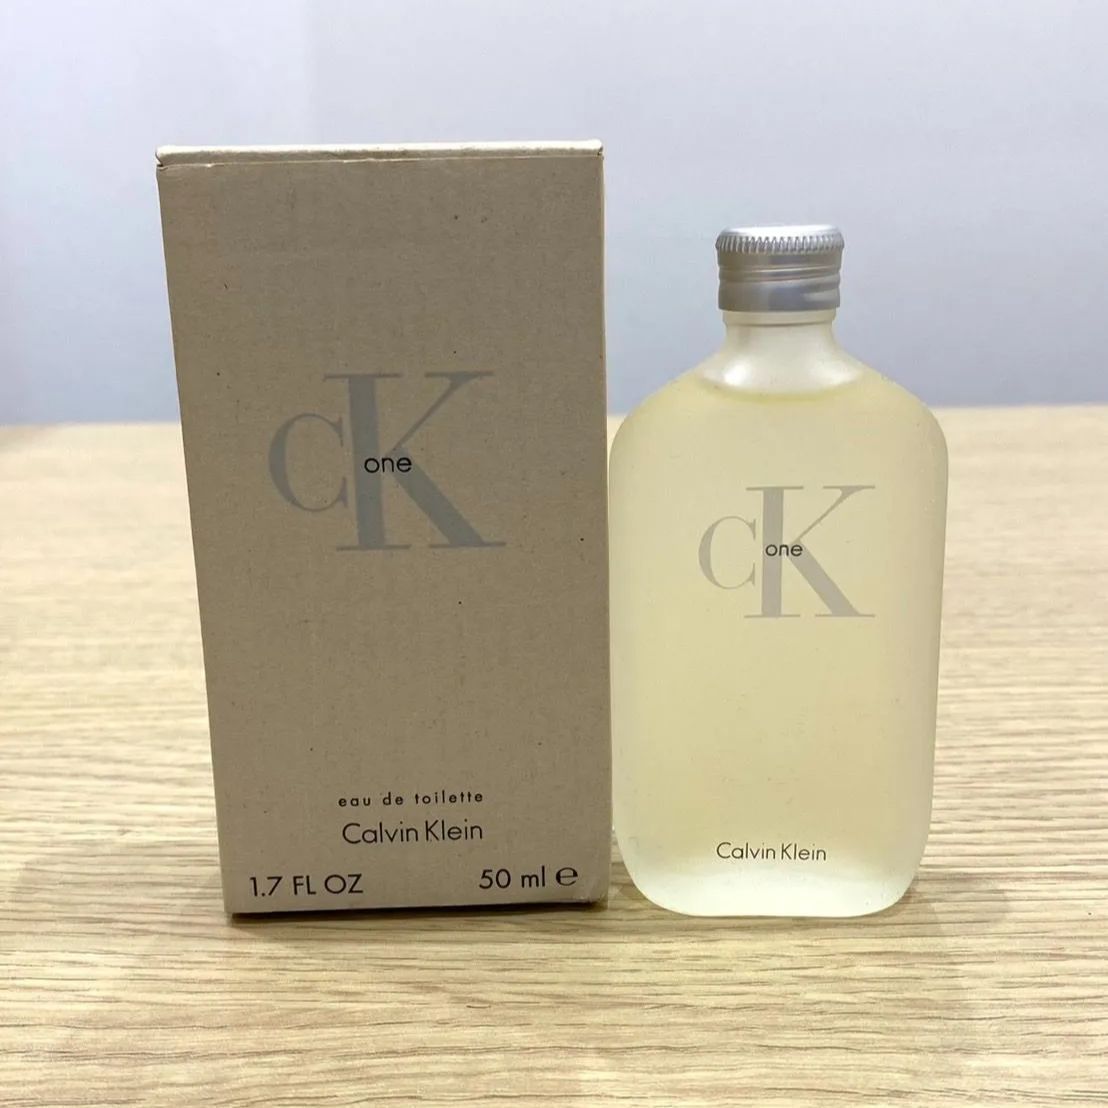 cK
one
eau de toilette
Calvin Klein
1.7 FL OZ 50 ml ℮
cK
one
Calvin Klein